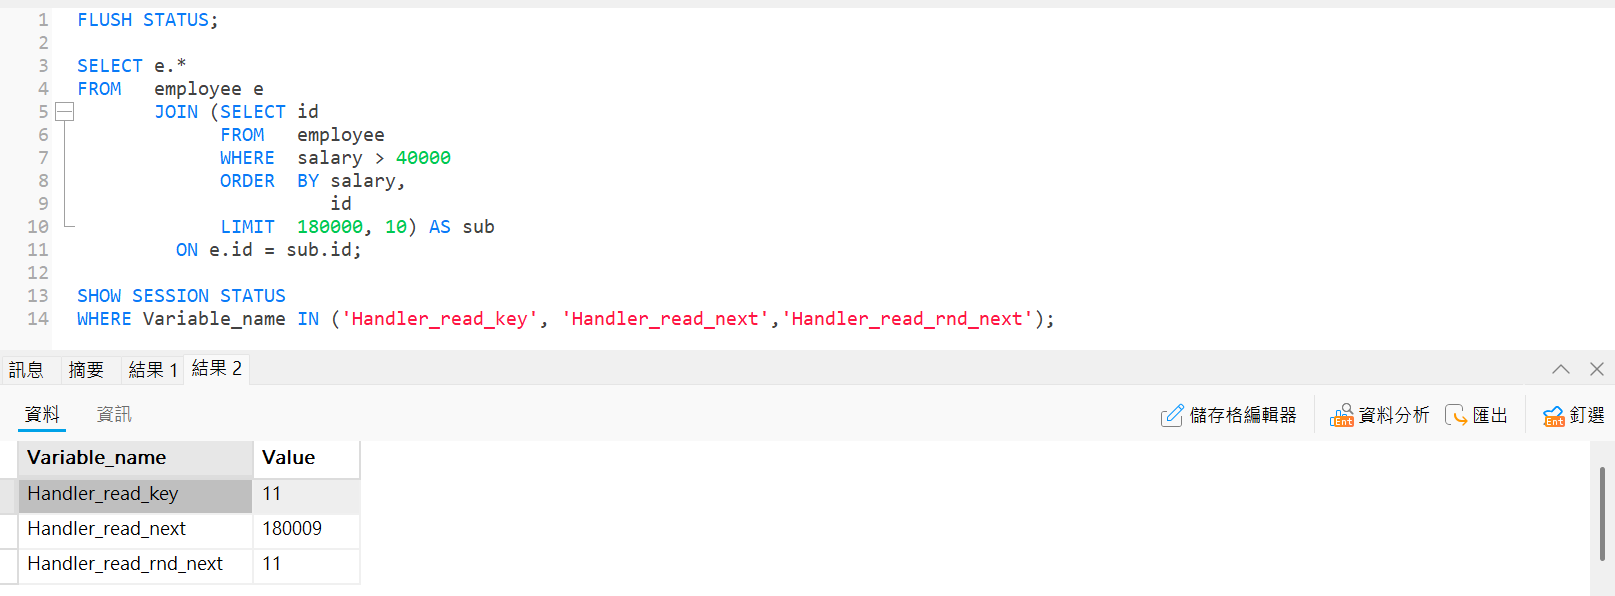 1 FLUSH STATUS;
2
3 SELECT e.*
4 FROM   employee e
5        JOIN (SELECT id
6              FROM   employee
7              WHERE  salary > 40000
8              ORDER  BY salary,
9                        id
10             LIMIT  180000, 10) AS sub
11         ON e.id = sub.id;
12
13 SHOW SESSION STATUS
14 WHERE Variable_name IN ('Handler_read_key', 'Handler_read_next','Handler_read_rnd_next');
訊息 摘要 結果 1 結果 2
資料 資訊 儲存格編輯器 Ent 資料分析 匯出 Ent 釘選
Variable_name Value
Handler_read_key 11
Handler_read_next 180009
Handler_read_rnd_next 11